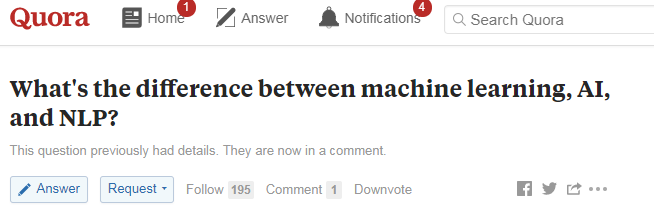 Quora Home 1 Answer Notifications 4 Search Quora
What's the difference between machine learning, AI,
and NLP?
This question previously had details. They are now in a comment.
Answer Request Follow 195 Comment 1 Downvote